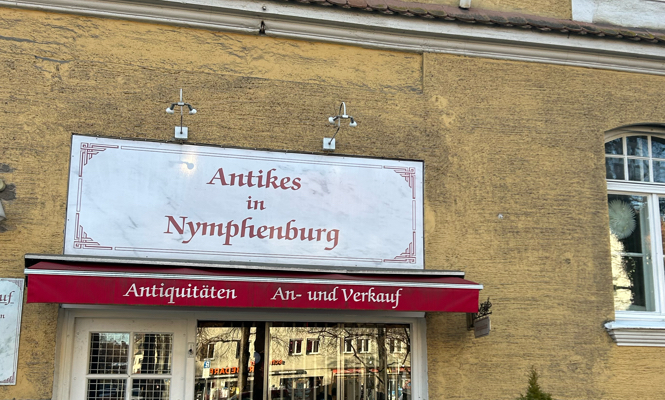 Antikes
in
Nymphenburg
Antiquitäten An- und Verkauf